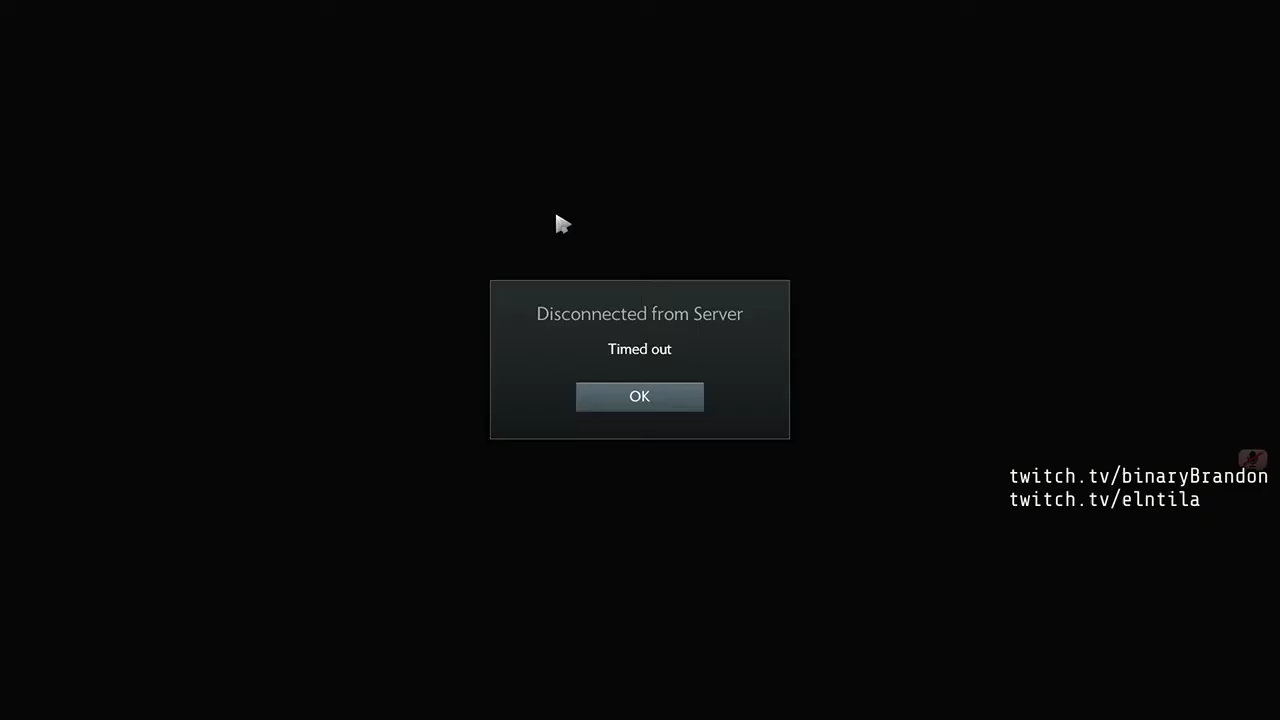 Disconnected from Server
Timed out
OK
twitch.tv/binaryBrandon
twitch.tv/elntila